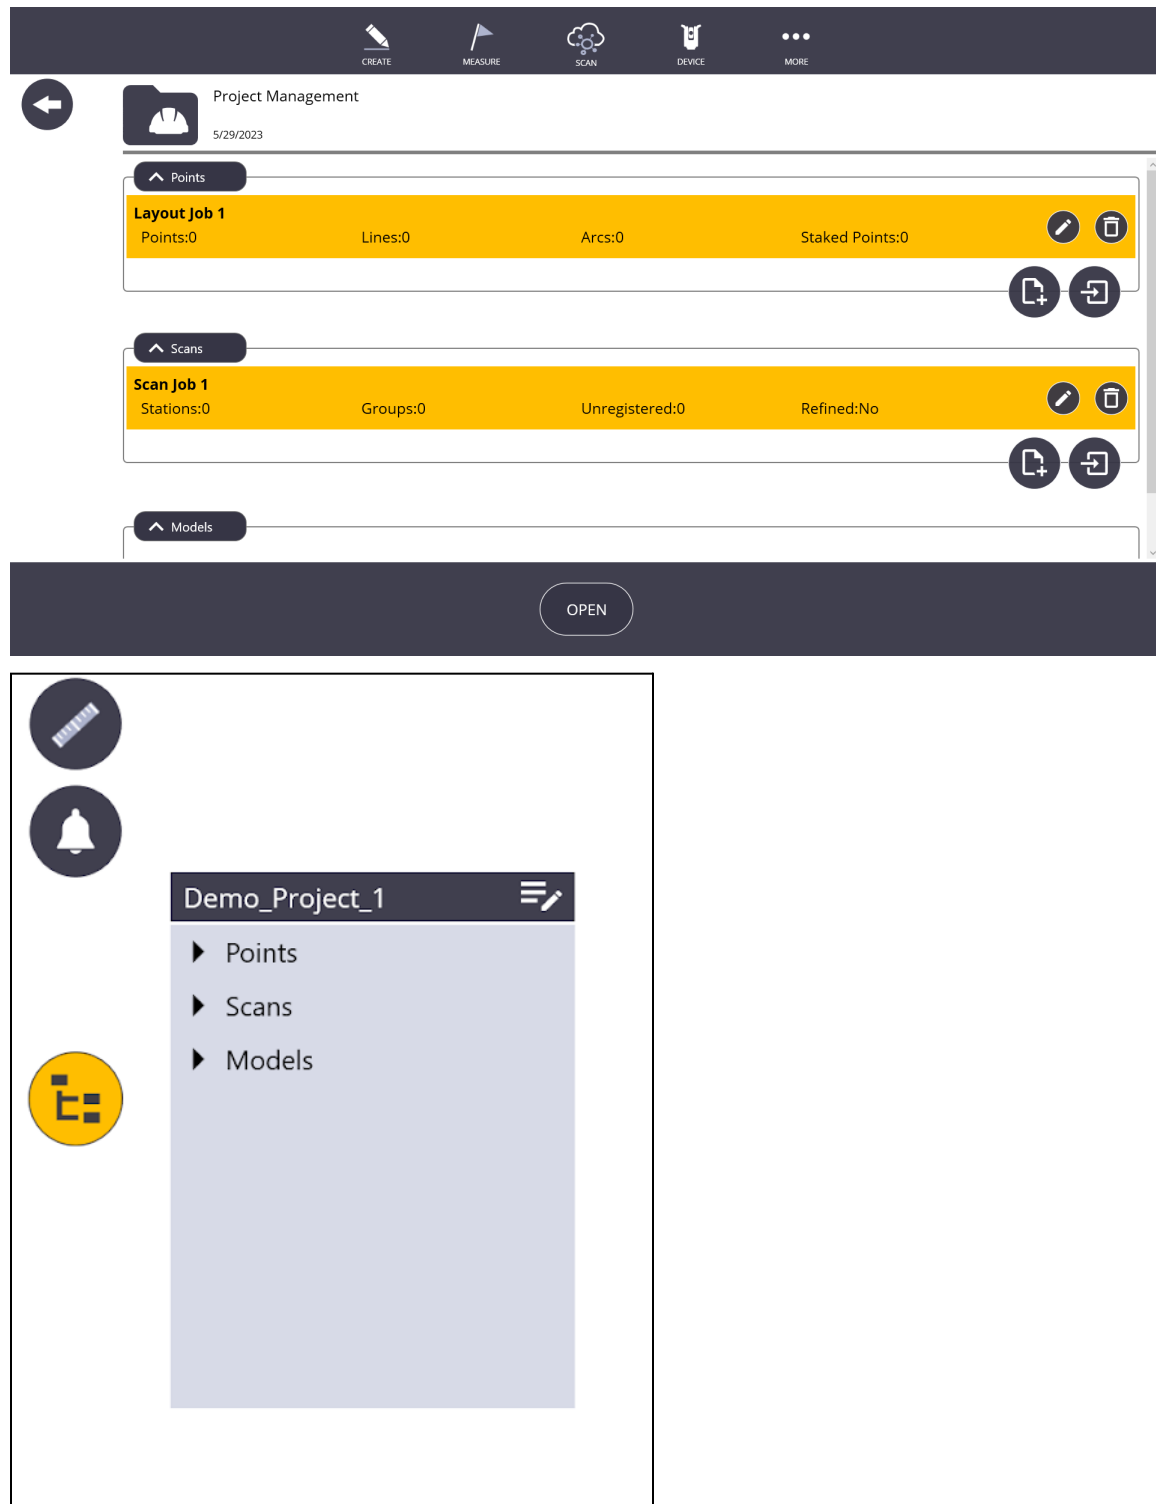 CREATE MEASURE SCAN DEVICE MORE
Project Management
5/29/2023
Points
Layout Job 1
Points:0 Lines:0 Arcs:0 Staked Points:0
Scans
Scan Job 1
Stations:0 Groups:0 Unregistered:0 Refined:No
Models
OPEN
Demo_Project_1
Points
Scans
Models